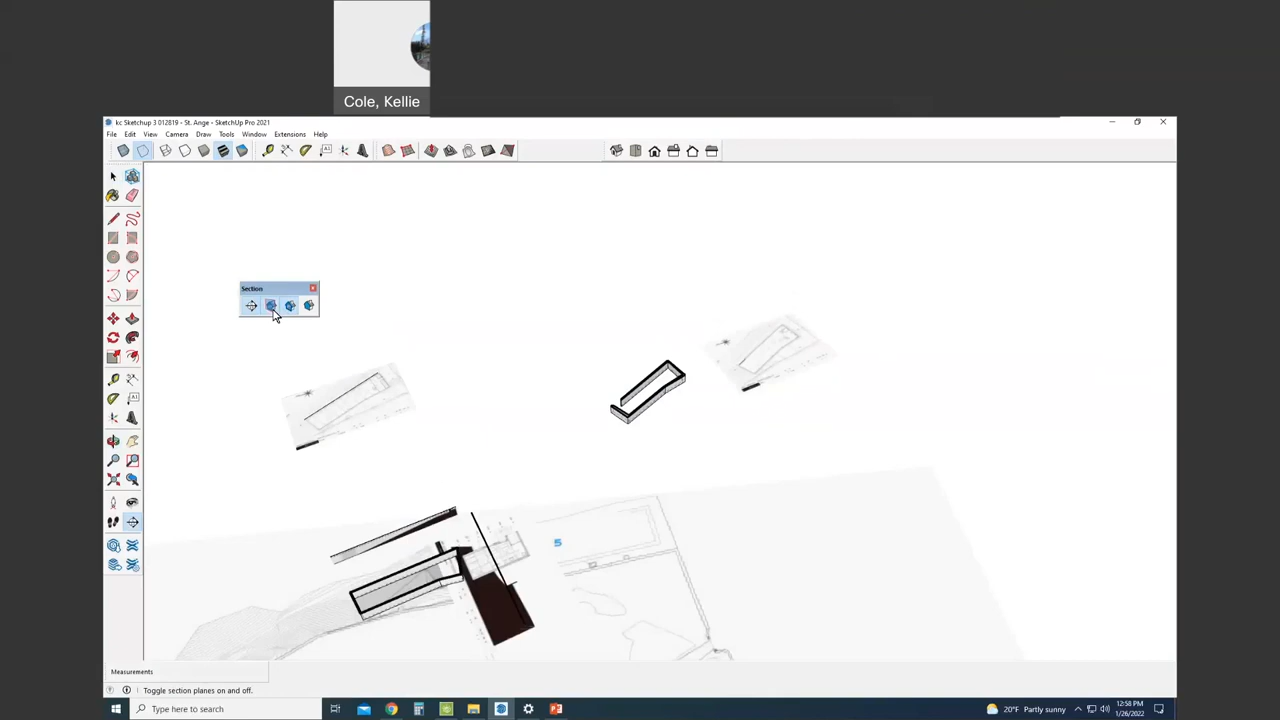 Cole, Kellie
kc Sketchup 3 012819 - St. Ange - SketchUp Pro 2021
File Edit View Camera Draw Tools Window Extensions Help
Section
5
Measurements
Toggle section planes on and off.
Type here to search
20°F Partly sunny
12:58 PM
1/26/2022